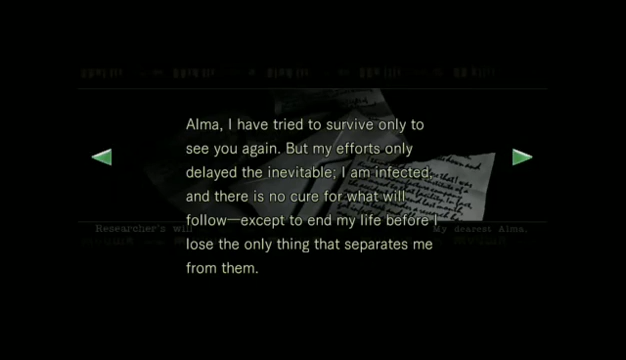 Alma, I have tried to survive only to
see you again. But my efforts only
delayed the inevitable; I am infected,
and there is no cure for what will
follow—except to end my life before I
lose the only thing that separates me
from them.
Researcher's will
My dearest Alma,